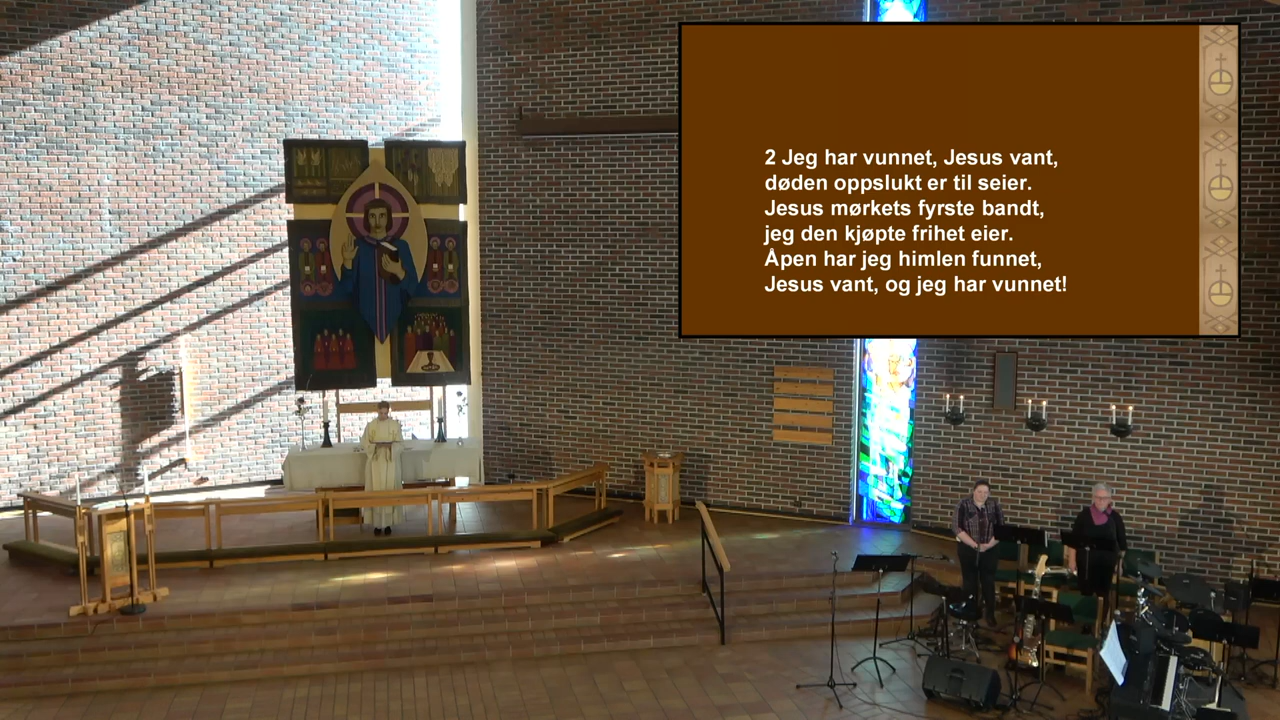 2 Jeg har vunnet, Jesus vant,
døden oppslukt er til seier.
Jesus mørkets fyrste bandt,
jeg den kjøpte frihet eier.
Åpen har jeg himlen funnet,
Jesus vant, og jeg har vunnet!